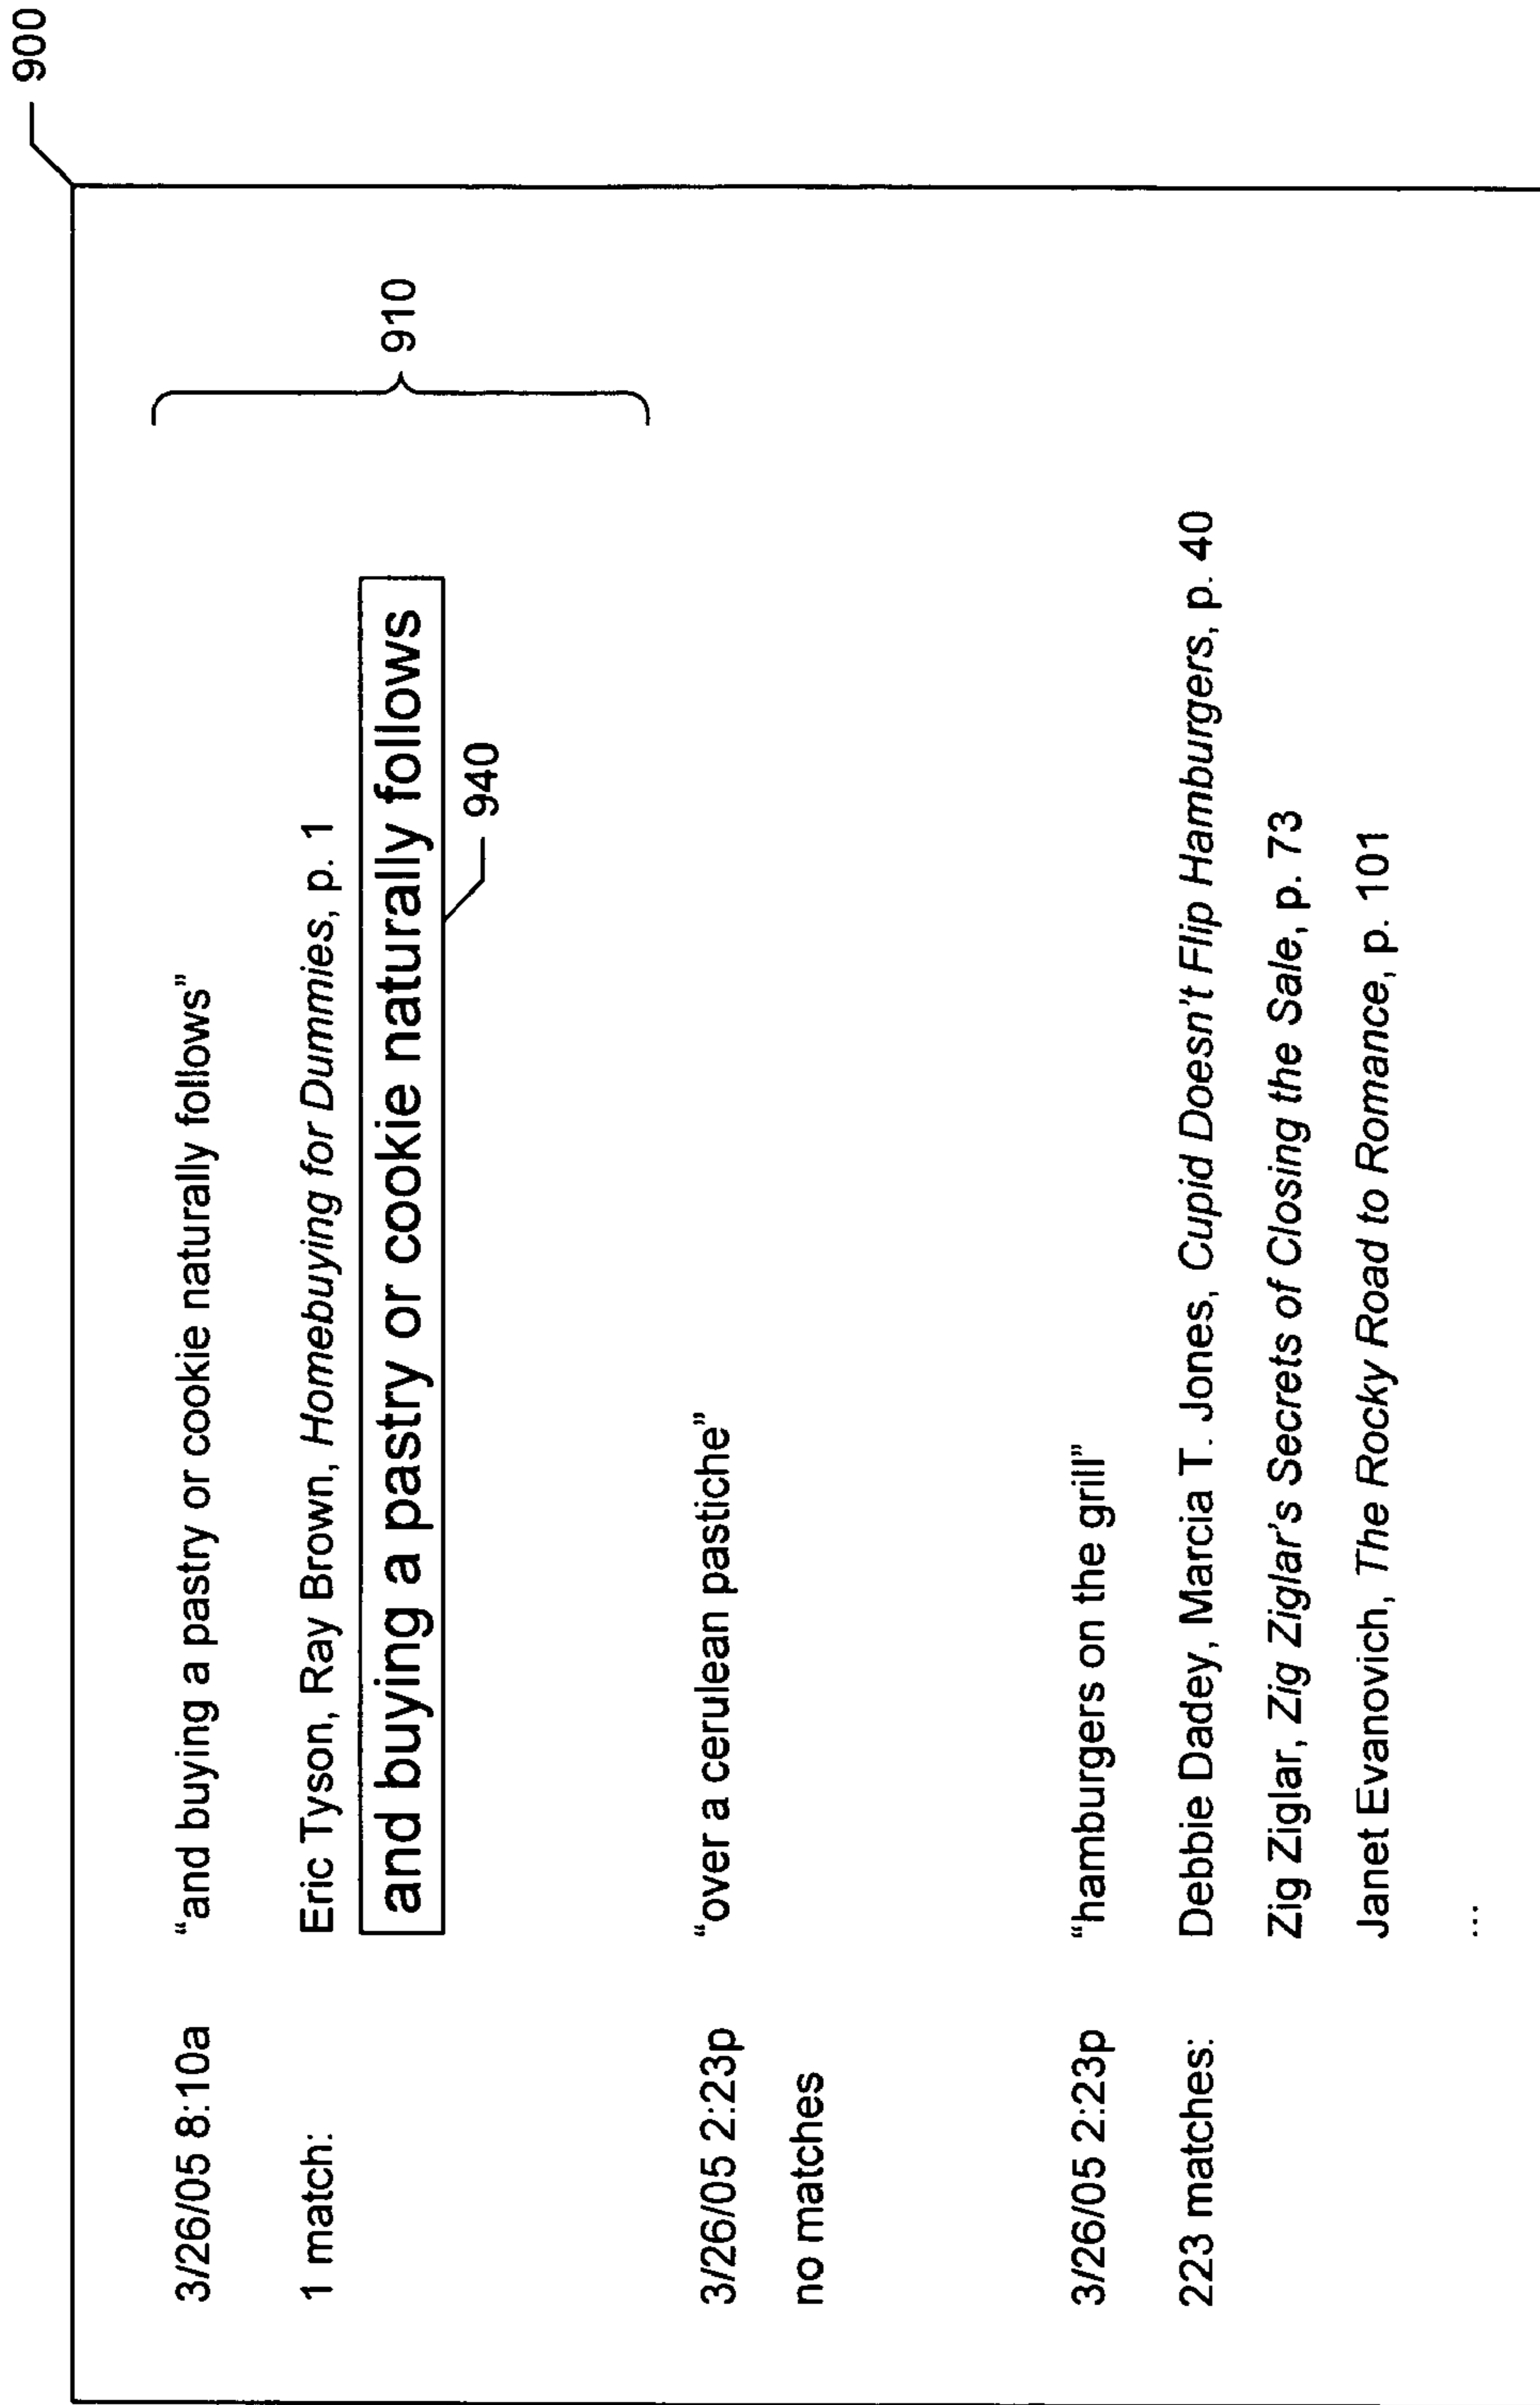 900
3/26/05 8:10a “and buying a pastry or cookie naturally follows”
1 match: Eric Tyson, Ray Brown, Homebuying for Dummies, p. 1
and buying a pastry or cookie naturally follows
910
940
3/26/05 2:23p “over a cerulean pastiche”
no matches
3/26/05 2:23p “hamburgers on the grill”
223 matches: Debbie Dadey, Marcia T. Jones, Cupid Doesn't Flip Hamburgers, p. 40
Zig Ziglar, Zig Ziglar's Secrets of Closing the Sale, p. 73
Janet Evanovich, The Rocky Road to Romance, p. 101
...